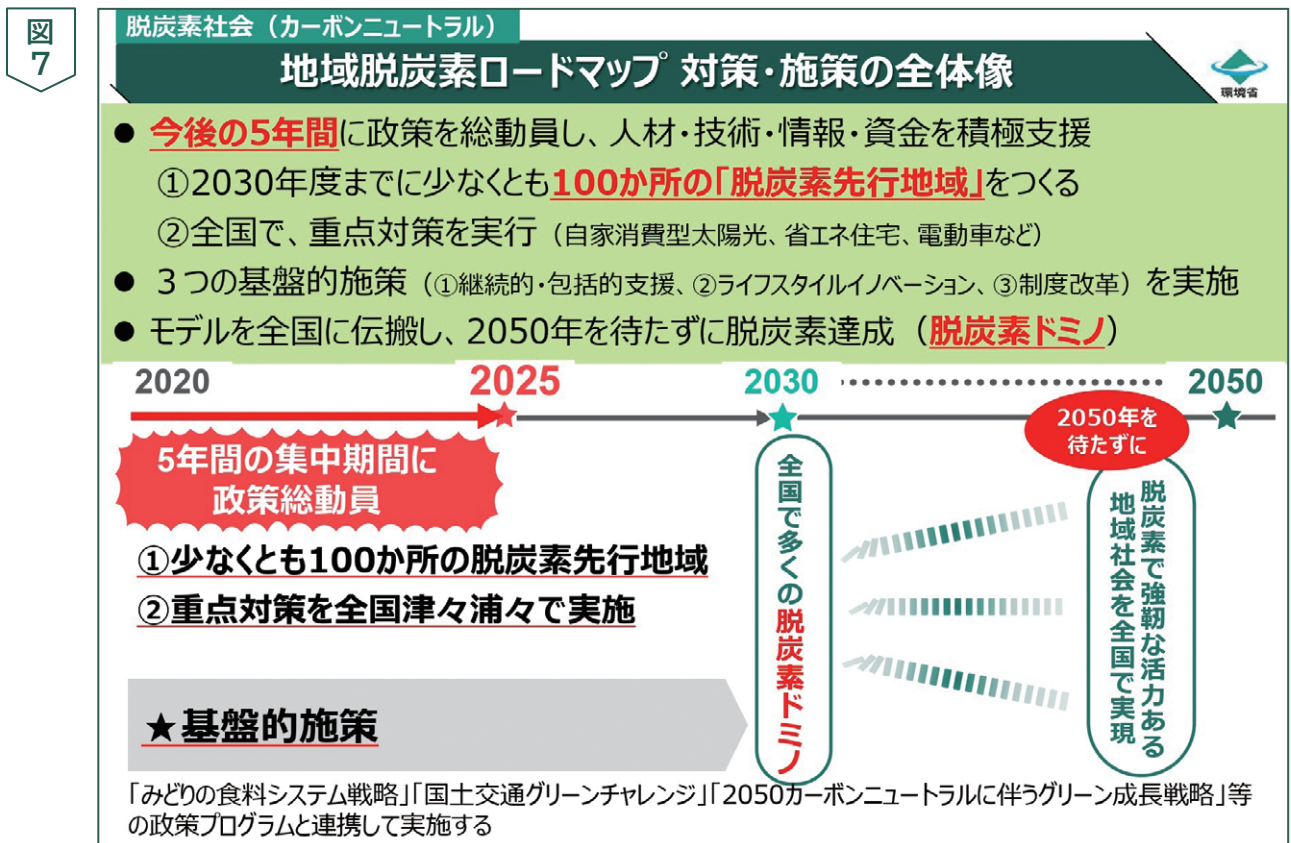 図
7
脱炭素社会（カーボンニュートラル）
地域脱炭素ロードマップ 対策･施策の全体像
環境省
● 今後の5年間に政策を総動員し、人材･技術･情報･資金を積極支援
①2030年度までに少なくとも100か所の「脱炭素先行地域」をつくる
②全国で、重点対策を実行（自家消費型太陽光、省エネ住宅、電動車など）
● ３つの基盤的施策（①継続的･包括的支援、②ライフスタイルイノベーション、③制度改革）を実施
● モデルを全国に伝搬し、2050年を待たずに脱炭素達成（脱炭素ドミノ）
2020 2025 2030 2050
5年間の集中期間に
政策総動員
①少なくとも100か所の脱炭素先行地域
②重点対策を全国津々浦々で実施
★基盤的施策
全国で多くの脱炭素ドミノ
2050年を
待たずに
脱炭素で強靭な活力ある
地域社会を全国で実現
「みどりの食料システム戦略」「国土交通グリーンチャレンジ」「2050カーボンニュートラルに伴うグリーン成長戦略」等
の政策プログラムと連携して実施する